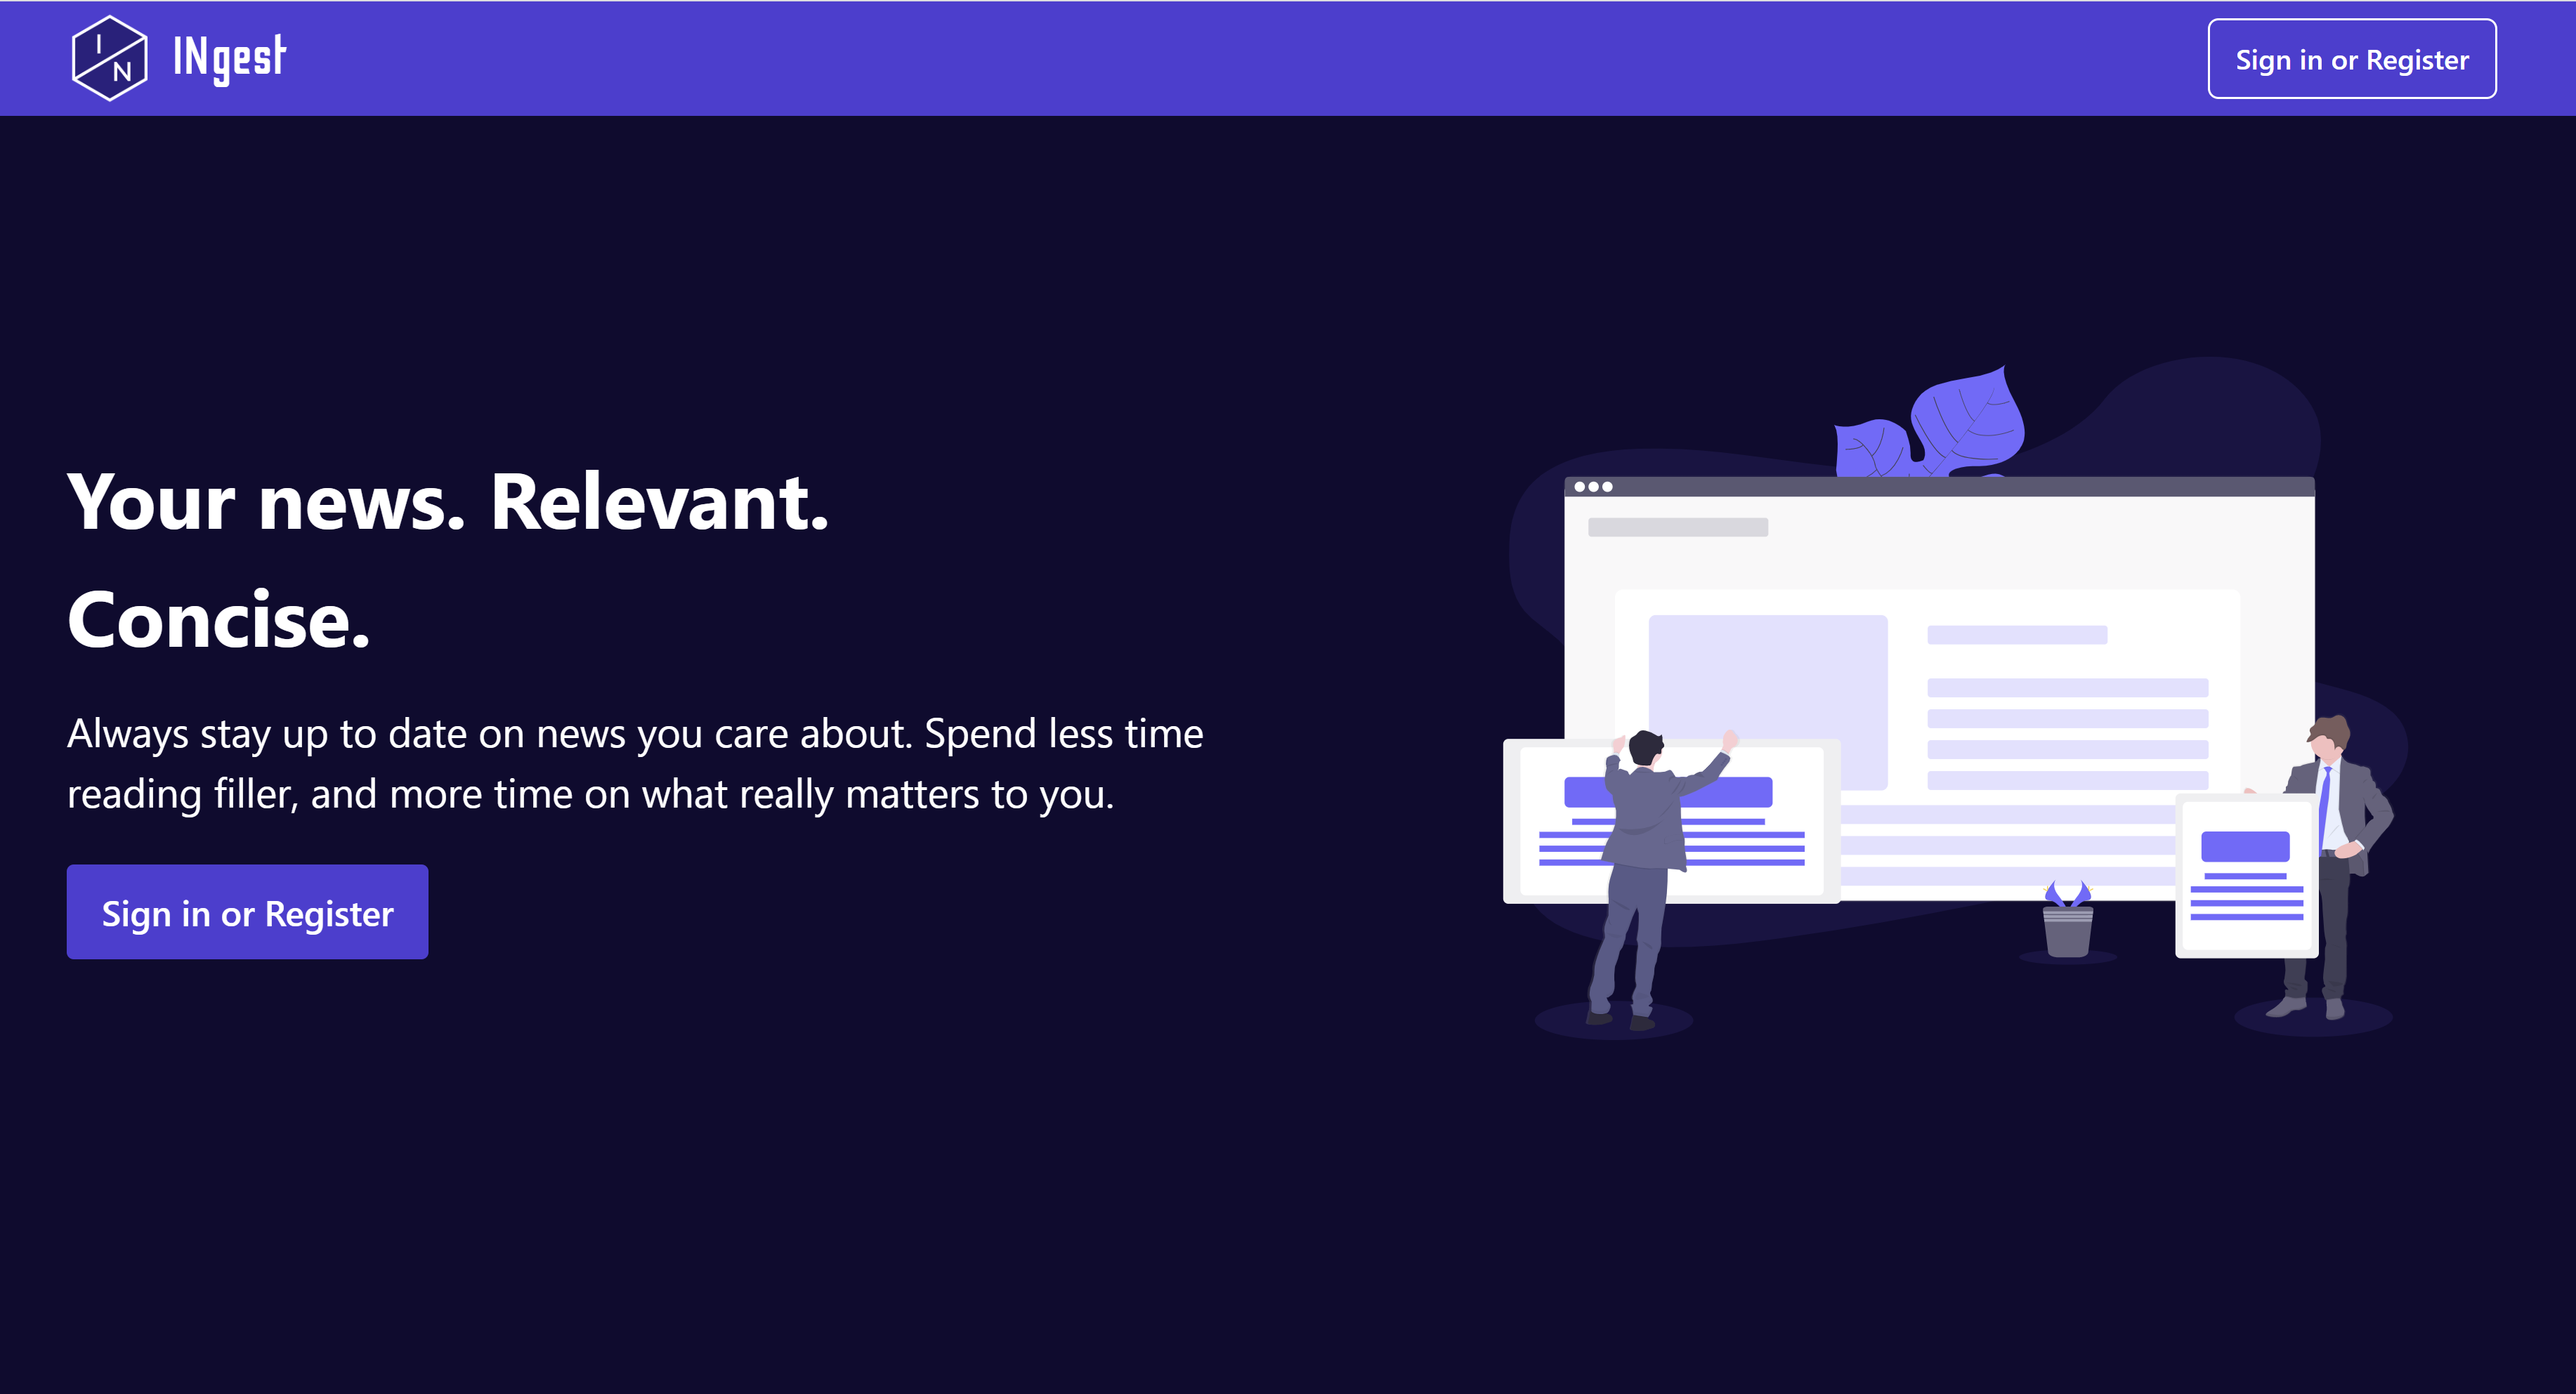 I
N
INgest
Sign in or Register
Your news. Relevant.
Concise.
Always stay up to date on news you care about. Spend less time
reading filler, and more time on what really matters to you.
Sign in or Register